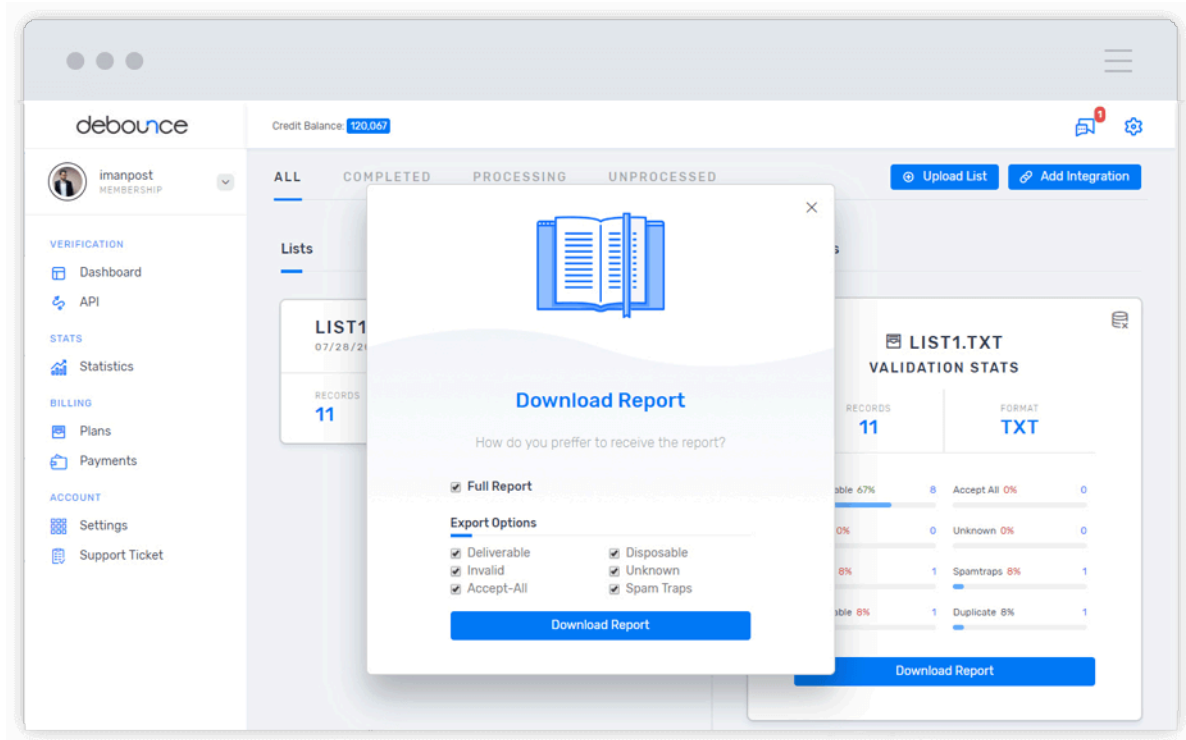 debounce
Credit Balance: 120,067
1
imanpost
MEMBERSHIP
ALL COMPLETED PROCESSING UNPROCESSED
Upload List
Add Integration
VERIFICATION
Dashboard
API
STATS
Statistics
BILLING
Plans
Payments
ACCOUNT
Settings
Support Ticket
Lists
LIST1
RECORDS
11
Download Report
How do you preffer to receive the report?
Full Report
Export Options
Deliverable Disposable
Invalid Unknown
Accept-All Spam Traps
Download Report
LIST1.TXT
VALIDATION STATS
RECORDS FORMAT
11 TXT
67% 8 Accept All 0% 0
0% 0 Unknown 0% 0
8% 1 Spamtraps 8% 1
8% 1 Duplicate 8% 1
Download Report